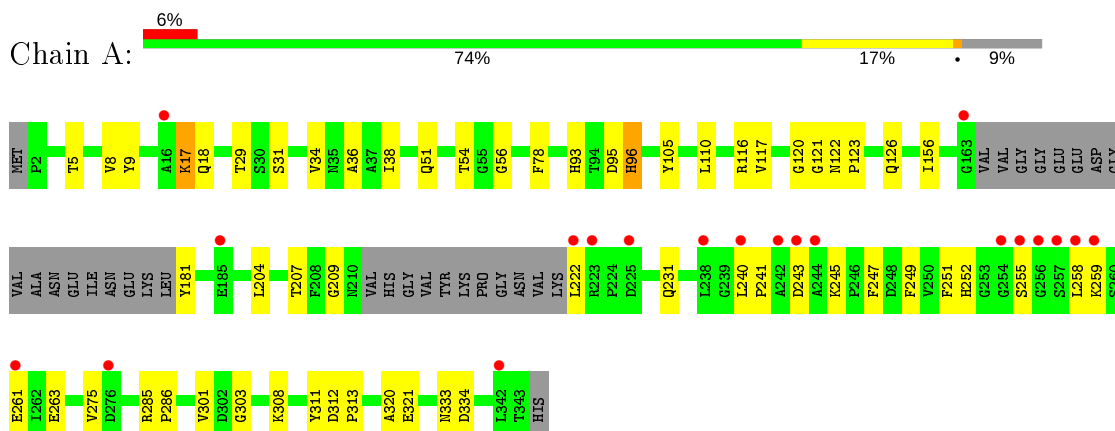 6%
Chain A:
74% 17% • 9%
MET P2 T5 V8 Y9 A16 K17 Q18 T29 S30 S31 V34 N35 A36 A37 I38 Q51 T54 G55 G56 F78 H93 T94 D95 H96 Y105 L110 R116 V117 G120 G121 N122 P123 Q126 I156 G163 VAL VAL GLY GLY GLU GLU ASP GLY
VAL ALA ASN GLU ILE ASN GLU LYS LEU Y181 E185 L204 T207 F208 G209 N210 VAL HIS GLY VAL TYR LYS PRO GLY ASN VAL LYS L222 R223 P224 D225 Q231 L238 G239 L240 P241 A242 D243 A244 K245 P246 F247 D248 F249 V250 F251 H252 G253 G254 S255 G256 S257 L258 K259 S260
E261 I262 E263 V275 D276 R285 P286 V301 D302 G303 K308 Y311 D312 P313 A320 E321 N333 D334 L342 T343 HIS